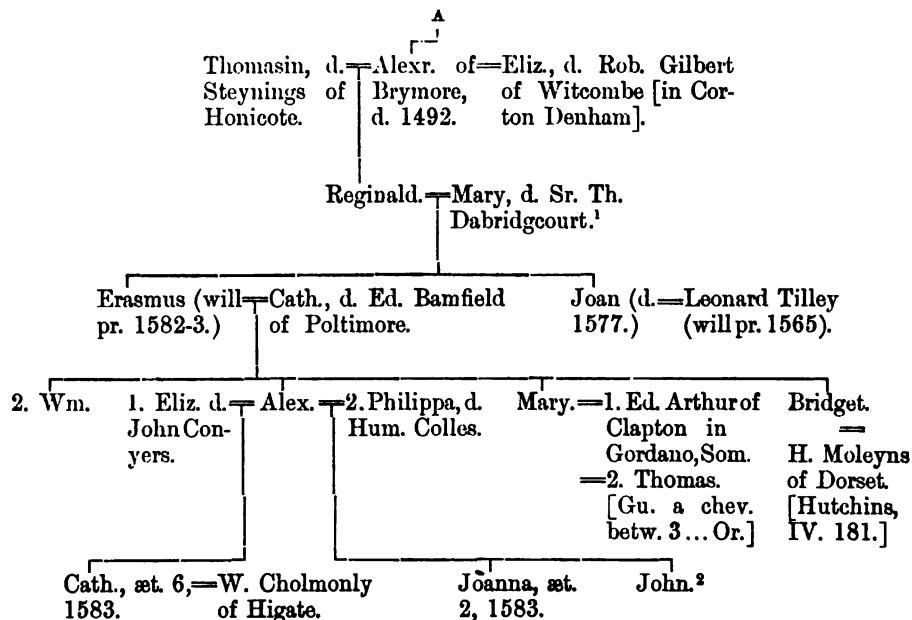 A
Thomasin, d. = Alexr. of = Eliz., d. Rob. Gilbert
Steynings of Brymore, of Witcombe [in Cor-
Honicote. d. 1492. ton Denham].
Reginald. = Mary, d. Sr. Th.
Dabridgcourt.¹
Erasmus (will = Cath., d. Ed. Bamfield Joan (d. = Leonard Tilley
pr. 1582-3.) of Poltimore. 1577.) (will pr. 1565).
2. Wm. 1. Eliz. d. = Alex. = 2. Philippa, d. Mary. = 1. Ed. Arthur of Bridget.
John Con- Hum. Colles. Clapton in =
yers. Gordano, Som. H. Moleyns
= 2. Thomas. of Dorset.
[Gu. a chev. [Hutchins,
betw. 3... Or.] IV. 181.]
Cath., æt. 6, = W. Cholmonly Joanna, æt. John.²
1583. of Higate. 2, 1583.